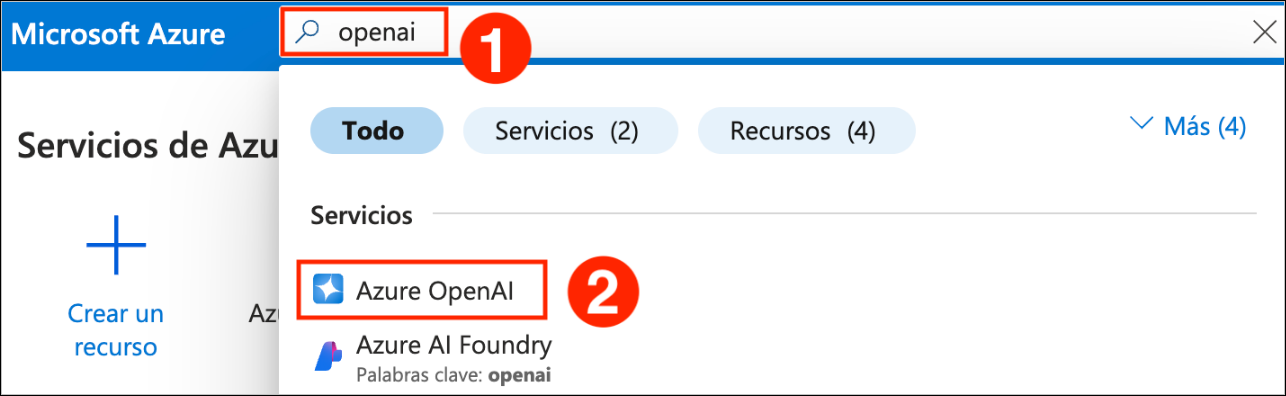 Microsoft Azure
openai
1
Todo
Servicios (2)
Recursos (4)
Más (4)
Servicios de Azu
Servicios
Crear un
recurso
Az
Azure OpenAI
2
Azure AI Foundry
Palabras clave: openai